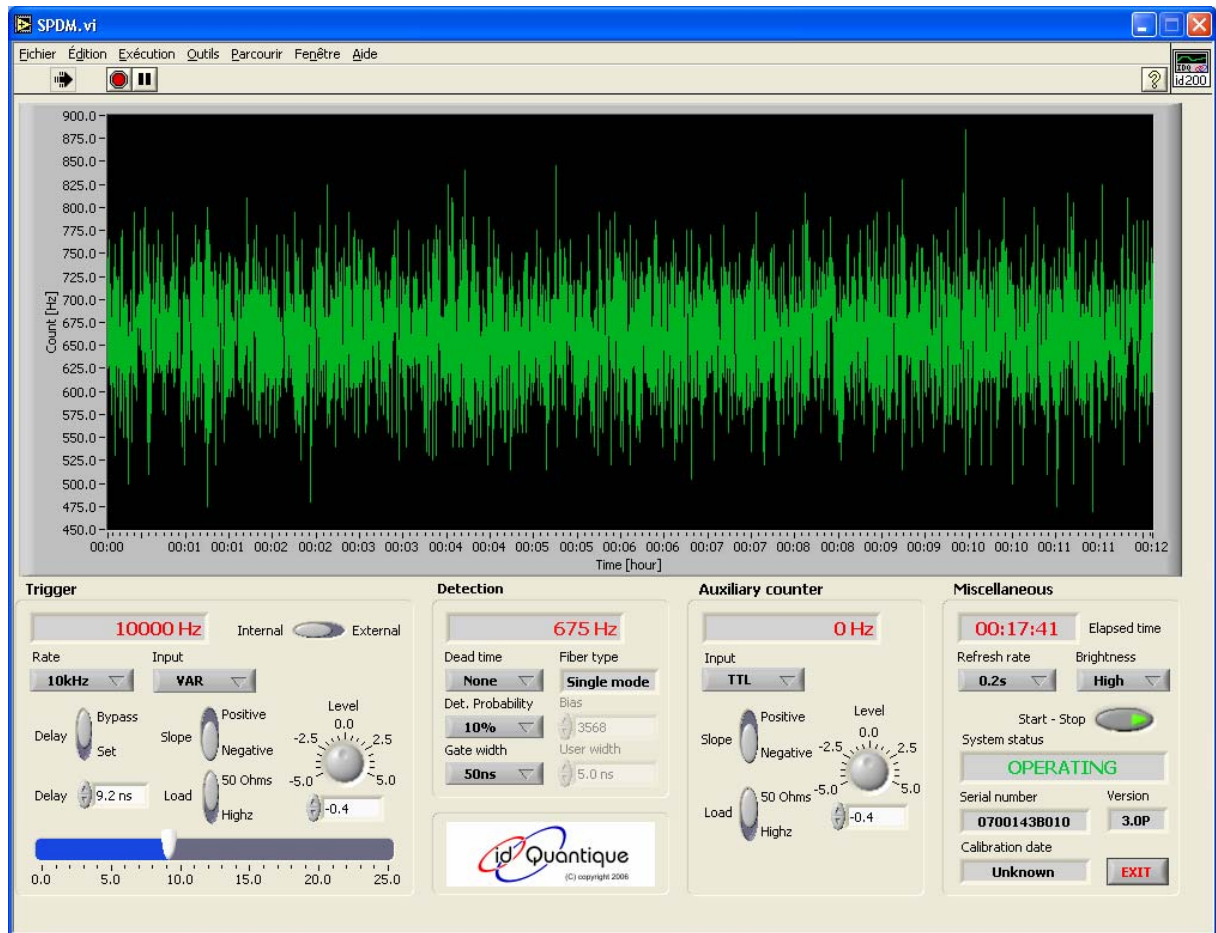 SPDM.vi
Fichier Édition Exécution Outils Parcourir Fenêtre Aide
IDQ
id200
900.0
875.0
850.0
825.0
800.0
775.0
750.0
725.0
700.0
675.0
650.0
625.0
600.0
575.0
550.0
525.0
500.0
475.0
450.0
Count [Hz]
00:00 00:01 00:01 00:02 00:02 00:03 00:03 00:04 00:04 00:05 00:05 00:06 00:06 00:07 00:07 00:08 00:08 00:09 00:09 00:10 00:10 00:11 00:11 00:12
Time [hour]
Trigger
10000 Hz Internal External
Rate Input
10kHz VAR
Delay Bypass Set
Slope Positive Negative
Level
0.0
-2.5 2.5
-5.0 5.0
Delay 9.2 ns
Load 50 Ohms Highz
-0.4
0.0 5.0 10.0 15.0 20.0 25.0
Detection
675 Hz
Dead time Fiber type
None Single mode
Det. Probability Bias
10% 3568
Gate width User width
50ns 5.0 ns
id Quantique
(C) copyright 2006
Auxiliary counter
0 Hz
Input
TTL
Slope Positive Negative
Level
0.0
-2.5 2.5
-5.0 5.0
Load 50 Ohms Highz
-0.4
Miscellaneous
00:17:41 Elapsed time
Refresh rate Brightness
0.2s High
Start - Stop
System status
OPERATING
Serial number Version
0700143B010 3.0P
Calibration date
Unknown EXIT